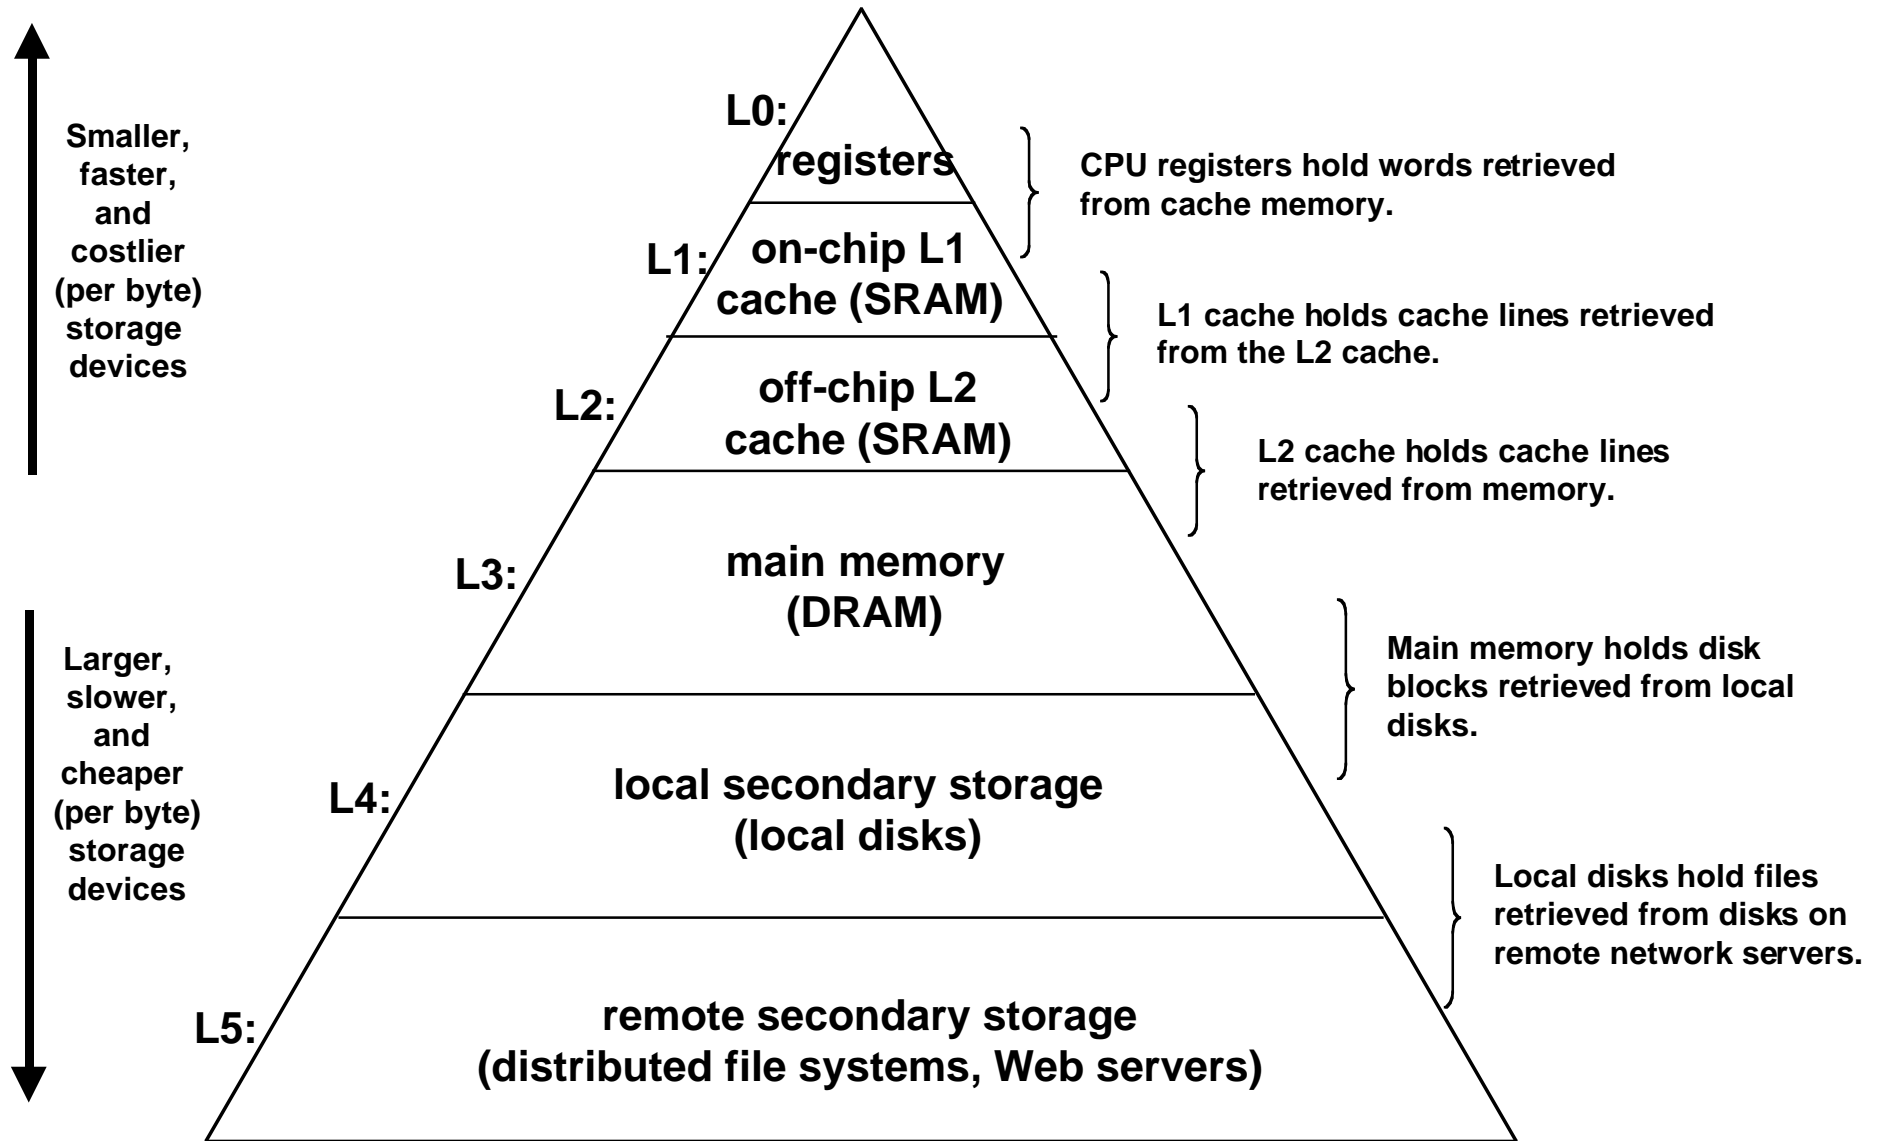 L0:
registers
CPU registers hold words retrieved
from cache memory.
Smaller,
faster,
and
costlier
(per byte)
storage
devices
L1:
on-chip L1
cache (SRAM)
L1 cache holds cache lines retrieved
from the L2 cache.
L2:
off-chip L2
cache (SRAM)
L2 cache holds cache lines
retrieved from memory.
L3:
main memory
(DRAM)
Main memory holds disk
blocks retrieved from local
disks.
Larger,
slower,
and
cheaper
(per byte)
storage
devices
L4:
local secondary storage
(local disks)
Local disks hold files
retrieved from disks on
remote network servers.
L5:
remote secondary storage
(distributed file systems, Web servers)